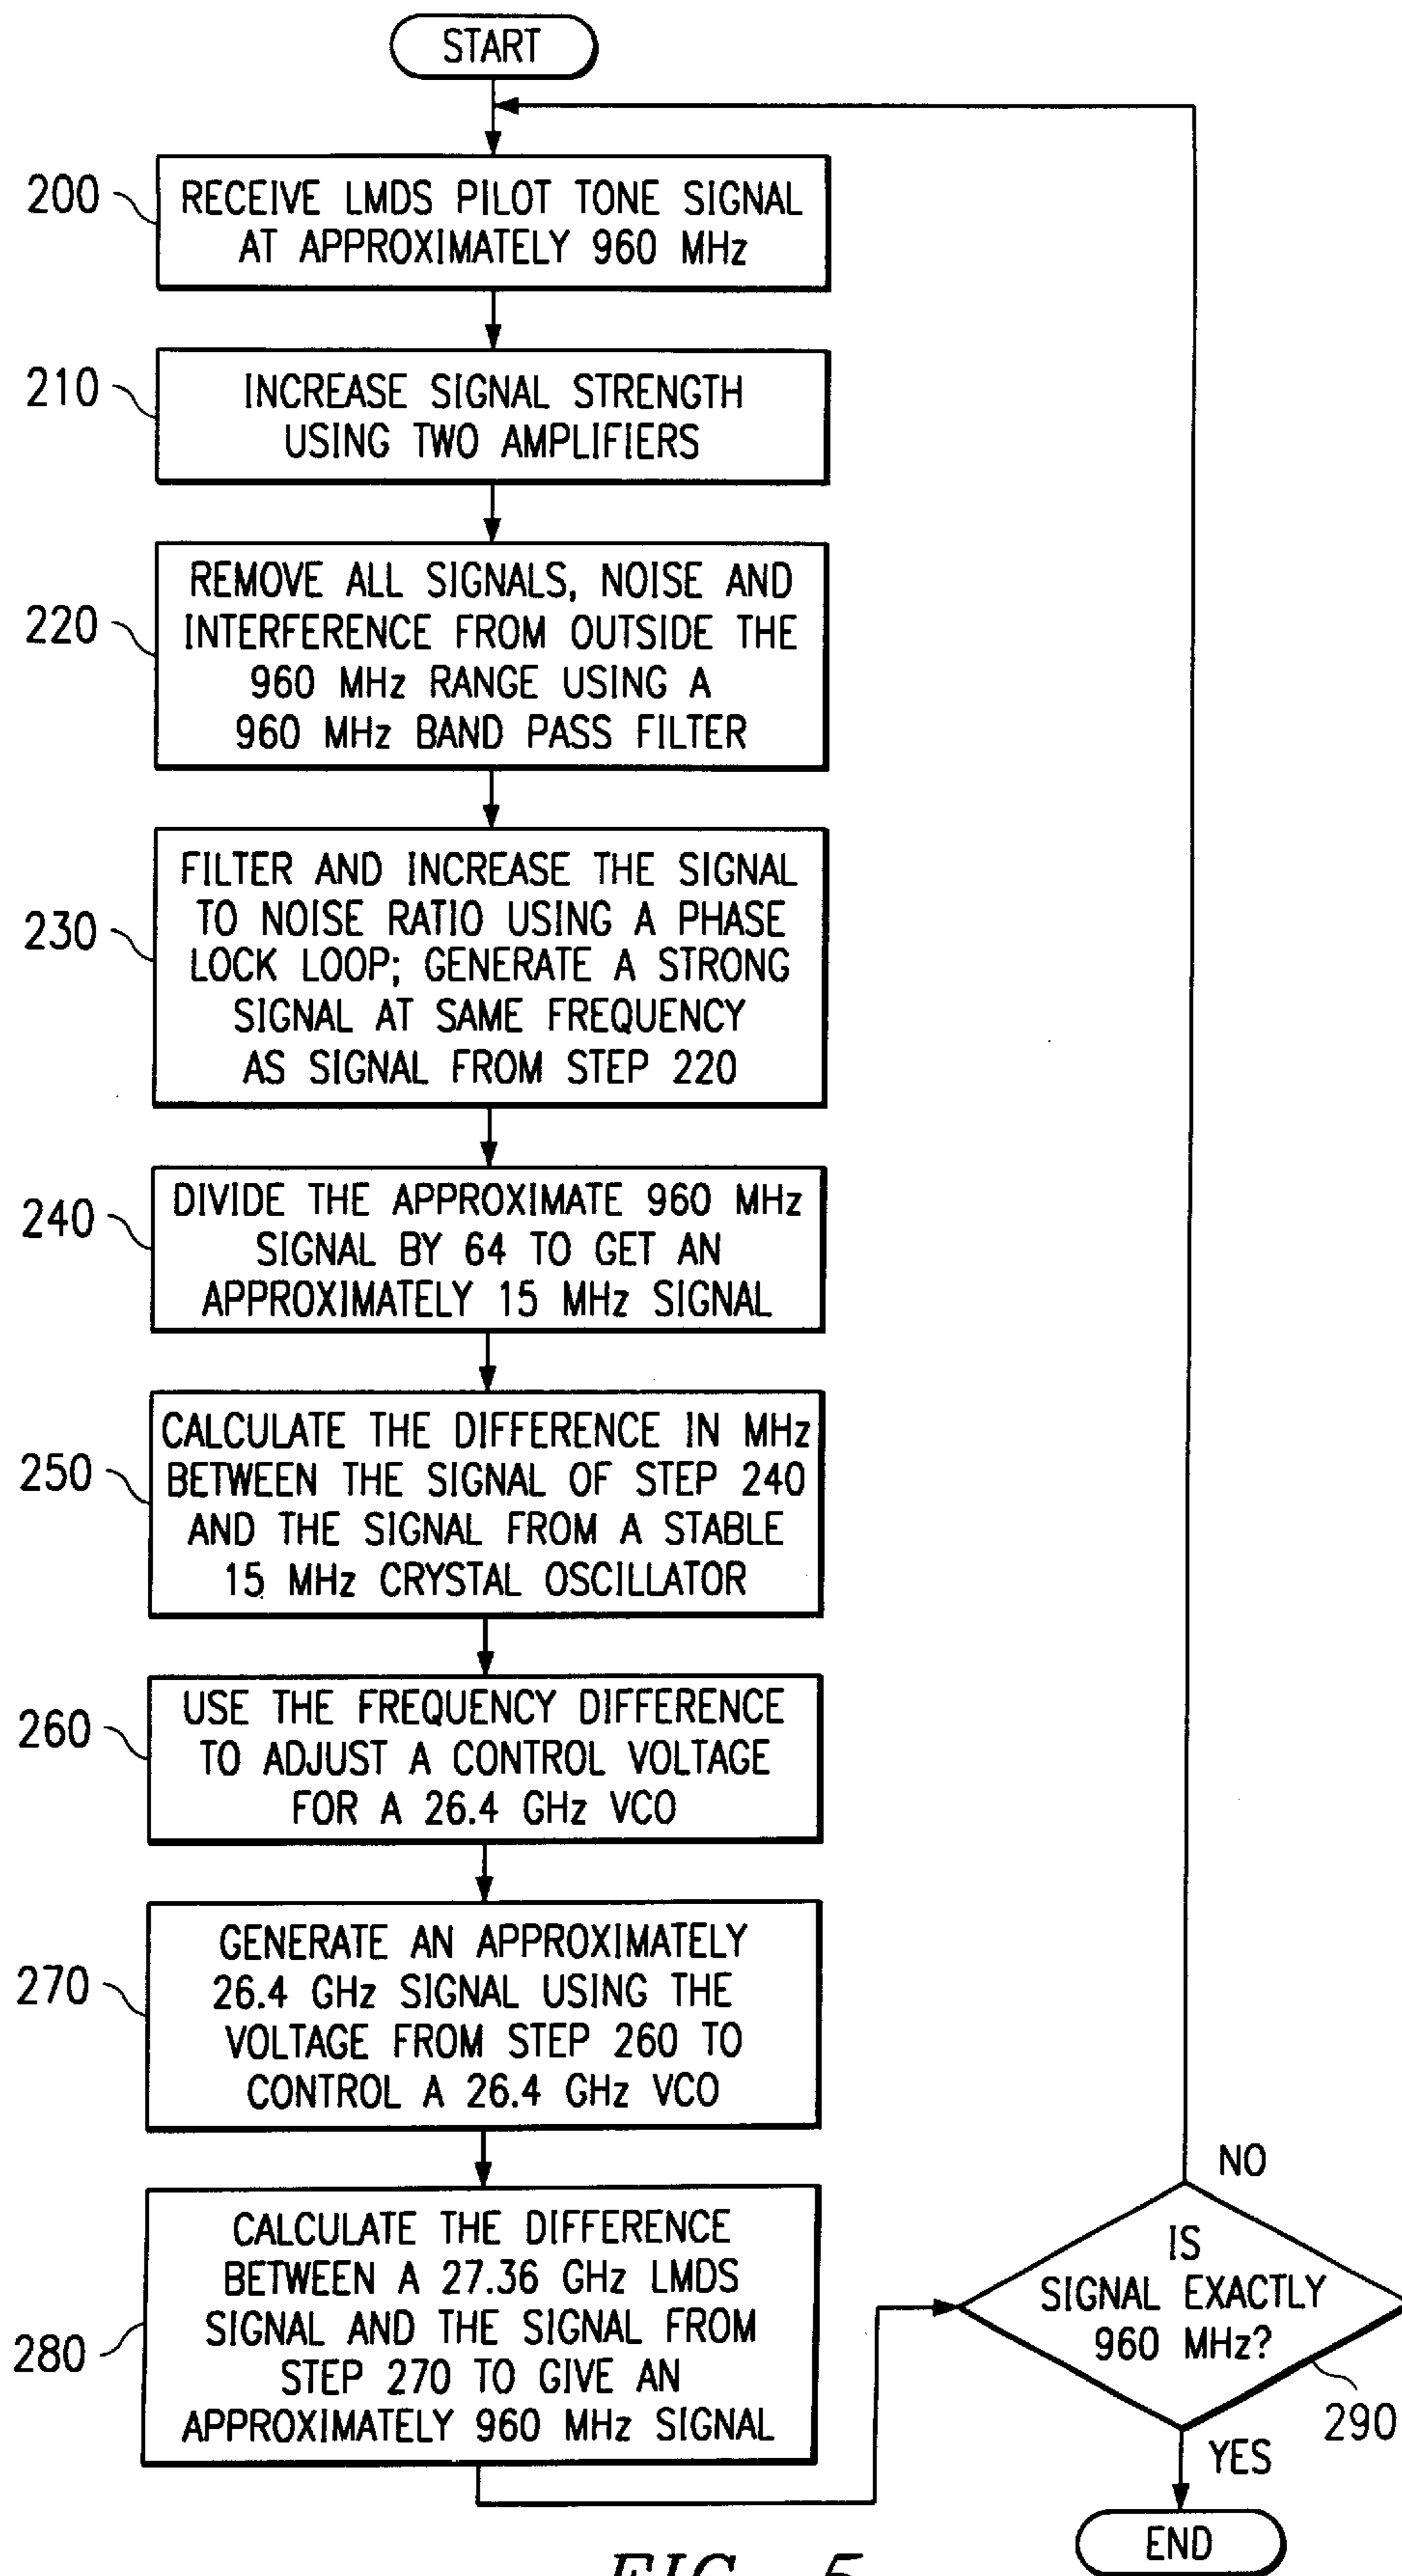 START
200
RECEIVE LMDS PILOT TONE SIGNAL
AT APPROXIMATELY 960 MHz
210
INCREASE SIGNAL STRENGTH
USING TWO AMPLIFIERS
220
REMOVE ALL SIGNALS, NOISE AND
INTERFERENCE FROM OUTSIDE THE
960 MHz RANGE USING A
960 MHz BAND PASS FILTER
230
FILTER AND INCREASE THE SIGNAL
TO NOISE RATIO USING A PHASE
LOCK LOOP; GENERATE A STRONG
SIGNAL AT SAME FREQUENCY
AS SIGNAL FROM STEP 220
240
DIVIDE THE APPROXIMATE 960 MHz
SIGNAL BY 64 TO GET AN
APPROXIMATELY 15 MHz SIGNAL
250
CALCULATE THE DIFFERENCE IN MHz
BETWEEN THE SIGNAL OF STEP 240
AND THE SIGNAL FROM A STABLE
15 MHz CRYSTAL OSCILLATOR
260
USE THE FREQUENCY DIFFERENCE
TO ADJUST A CONTROL VOLTAGE
FOR A 26.4 GHz VCO
270
GENERATE AN APPROXIMATELY
26.4 GHz SIGNAL USING THE
VOLTAGE FROM STEP 260 TO
CONTROL A 26.4 GHz VCO
280
CALCULATE THE DIFFERENCE
BETWEEN A 27.36 GHz LMDS
SIGNAL AND THE SIGNAL FROM
STEP 270 TO GIVE AN
APPROXIMATELY 960 MHz SIGNAL
NO
IS
SIGNAL EXACTLY
960 MHz?
290
YES
END
FIG. 5